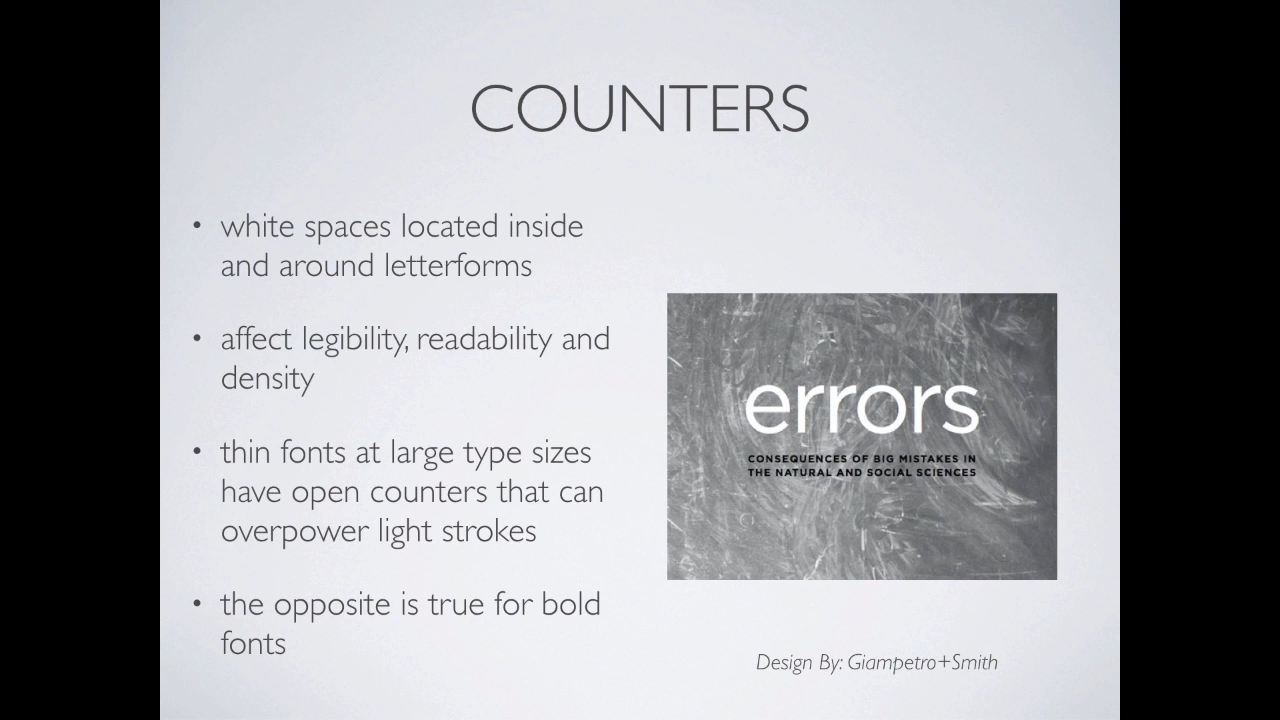 COUNTERS
• white spaces located inside
and around letterforms
• affect legibility, readability and
density
• thin fonts at large type sizes
have open counters that can
overpower light strokes
• the opposite is true for bold
fonts
errors
CONSEQUENCES OF BIG MISTAKES IN
THE NATURAL AND SOCIAL SCIENCES
Design By: Giampetro+Smith